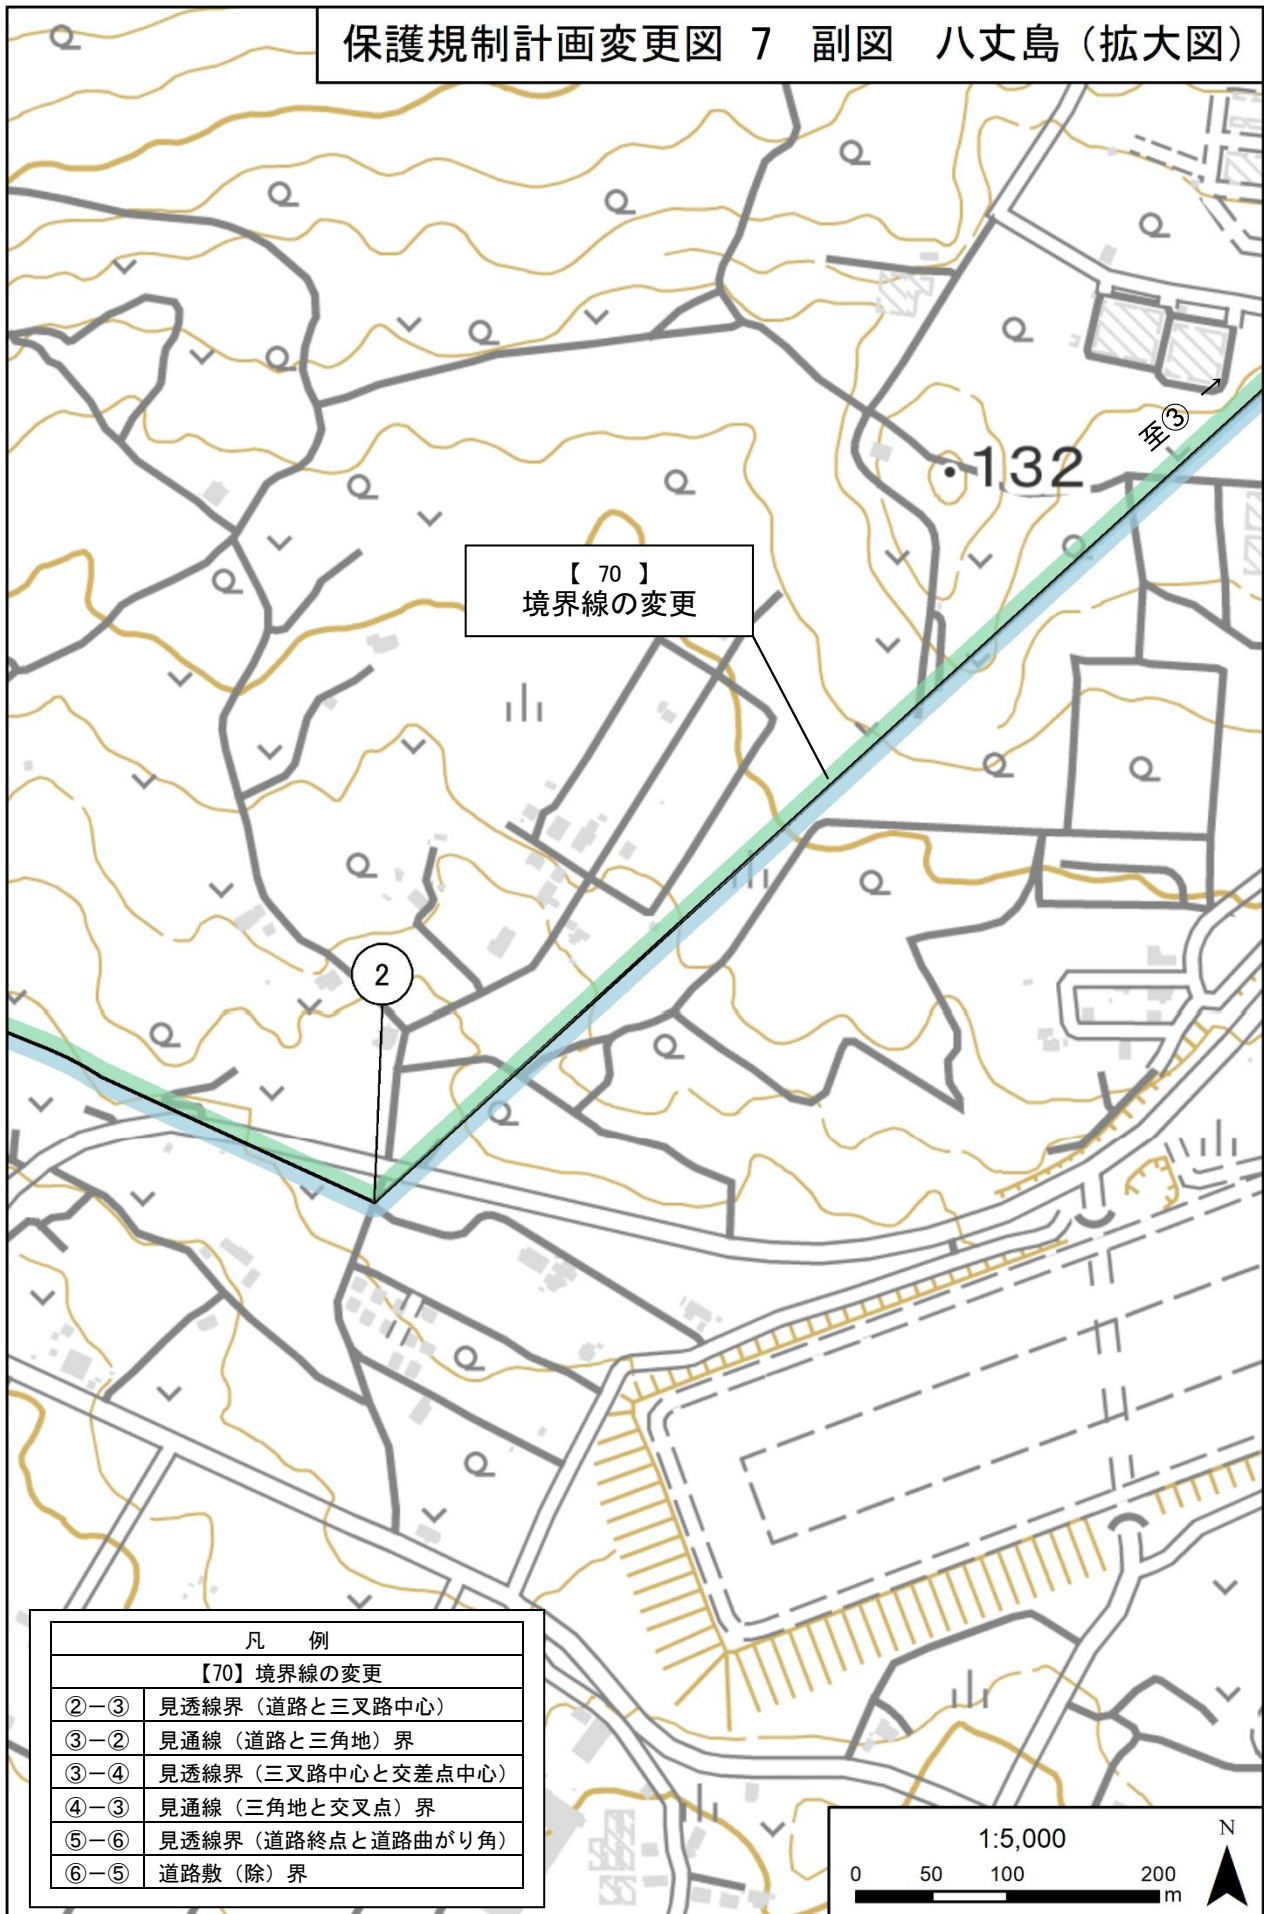 保護規制計画変更図 7 副図 八丈島（拡大図）
至③
132
【 70 】
境界線の変更
2
凡 例
【70】境界線の変更
②－③ 見透線界（道路と三叉路中心）
③－② 見通線（道路と三角地）界
③－④ 見透線界（三叉路中心と交差点中心）
④－③ 見通線（三角地と交叉点）界
⑤－⑥ 見透線界（道路終点と道路曲がり角）
⑥－⑤ 道路敷（除）界
1:5,000
N
0 50 100 200
m